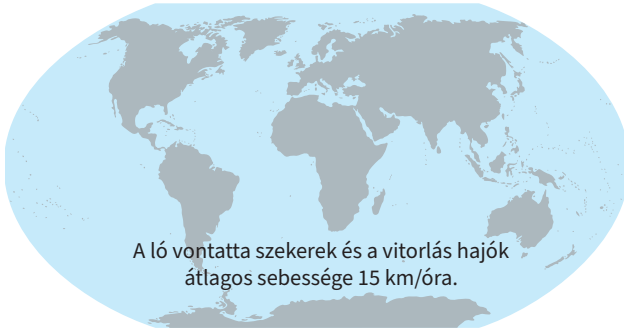 A ló vontatta szekerek és a vitorlás hajók
átlagos sebessége 15 km/óra.